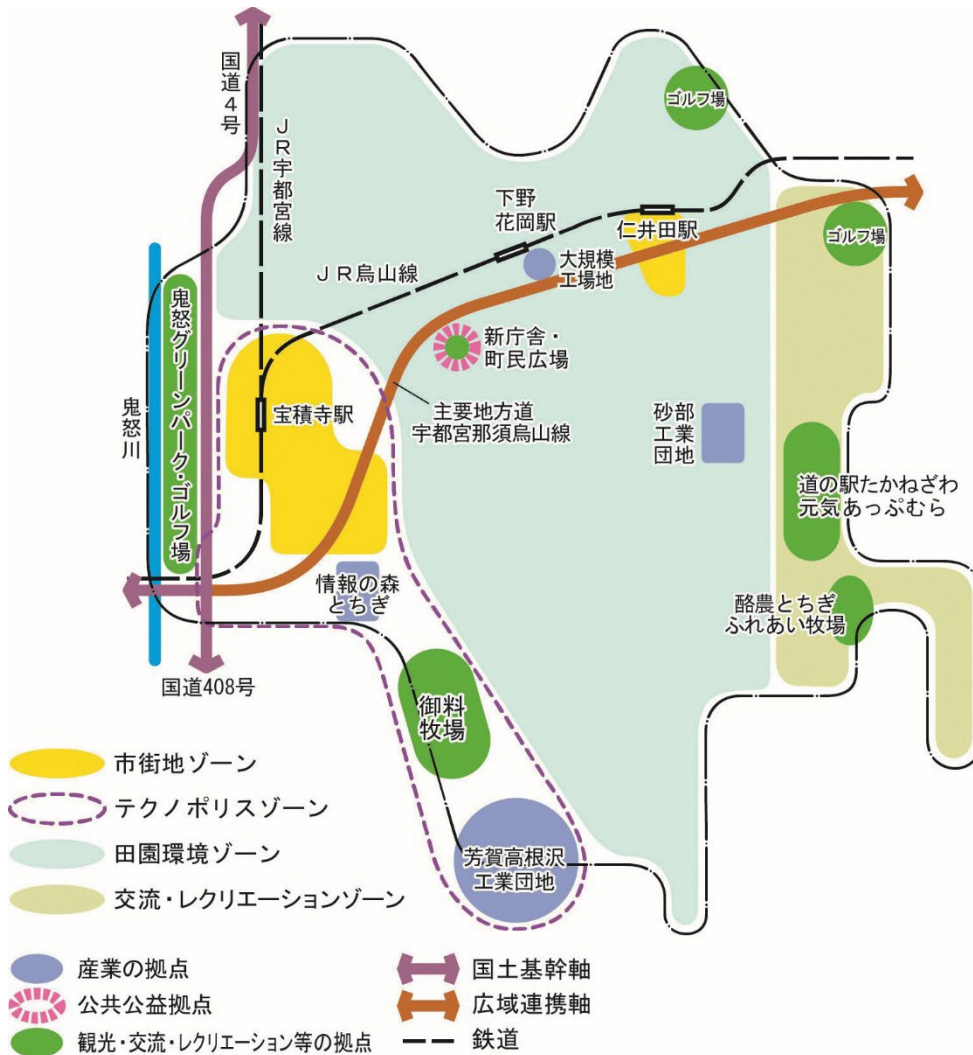 国道4号
JR宇都宮線
ゴルフ場
下野
花岡駅
仁井田駅
ゴルフ場
大規模
工場地
JR烏山線
鬼怒グリーンパーク・ゴルフ場
新庁舎・
町民広場
鬼怒川
宝積寺駅
主要地方道
宇都宮那須烏山線
砂部
工業
団地
道の駅たかねざわ
元気あっぷむら
情報の森
とちぎ
酪農とちぎ
ふれあい牧場
国道408号
御料
牧場
芳賀高根沢
工業団地
市街地ゾーン
テクノポリスゾーン
田園環境ゾーン
交流・レクリエーションゾーン
産業の拠点
公共公益拠点
観光・交流・レクリエーション等の拠点
国土基幹軸
広域連携軸
鉄道